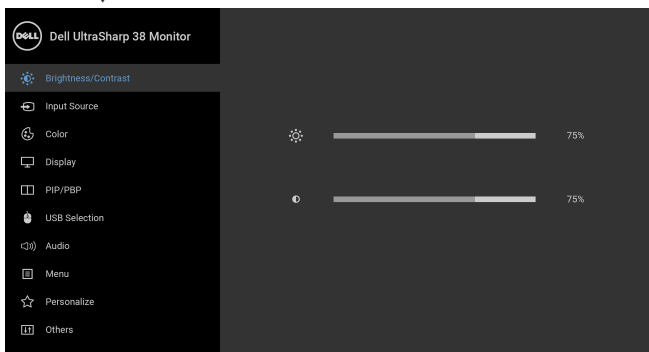 DELL Dell UltraSharp 38 Monitor
Brightness/Contrast
Input Source
Color
75%
Display
PIP/PBP
75%
USB Selection
Audio
Menu
Personalize
Others